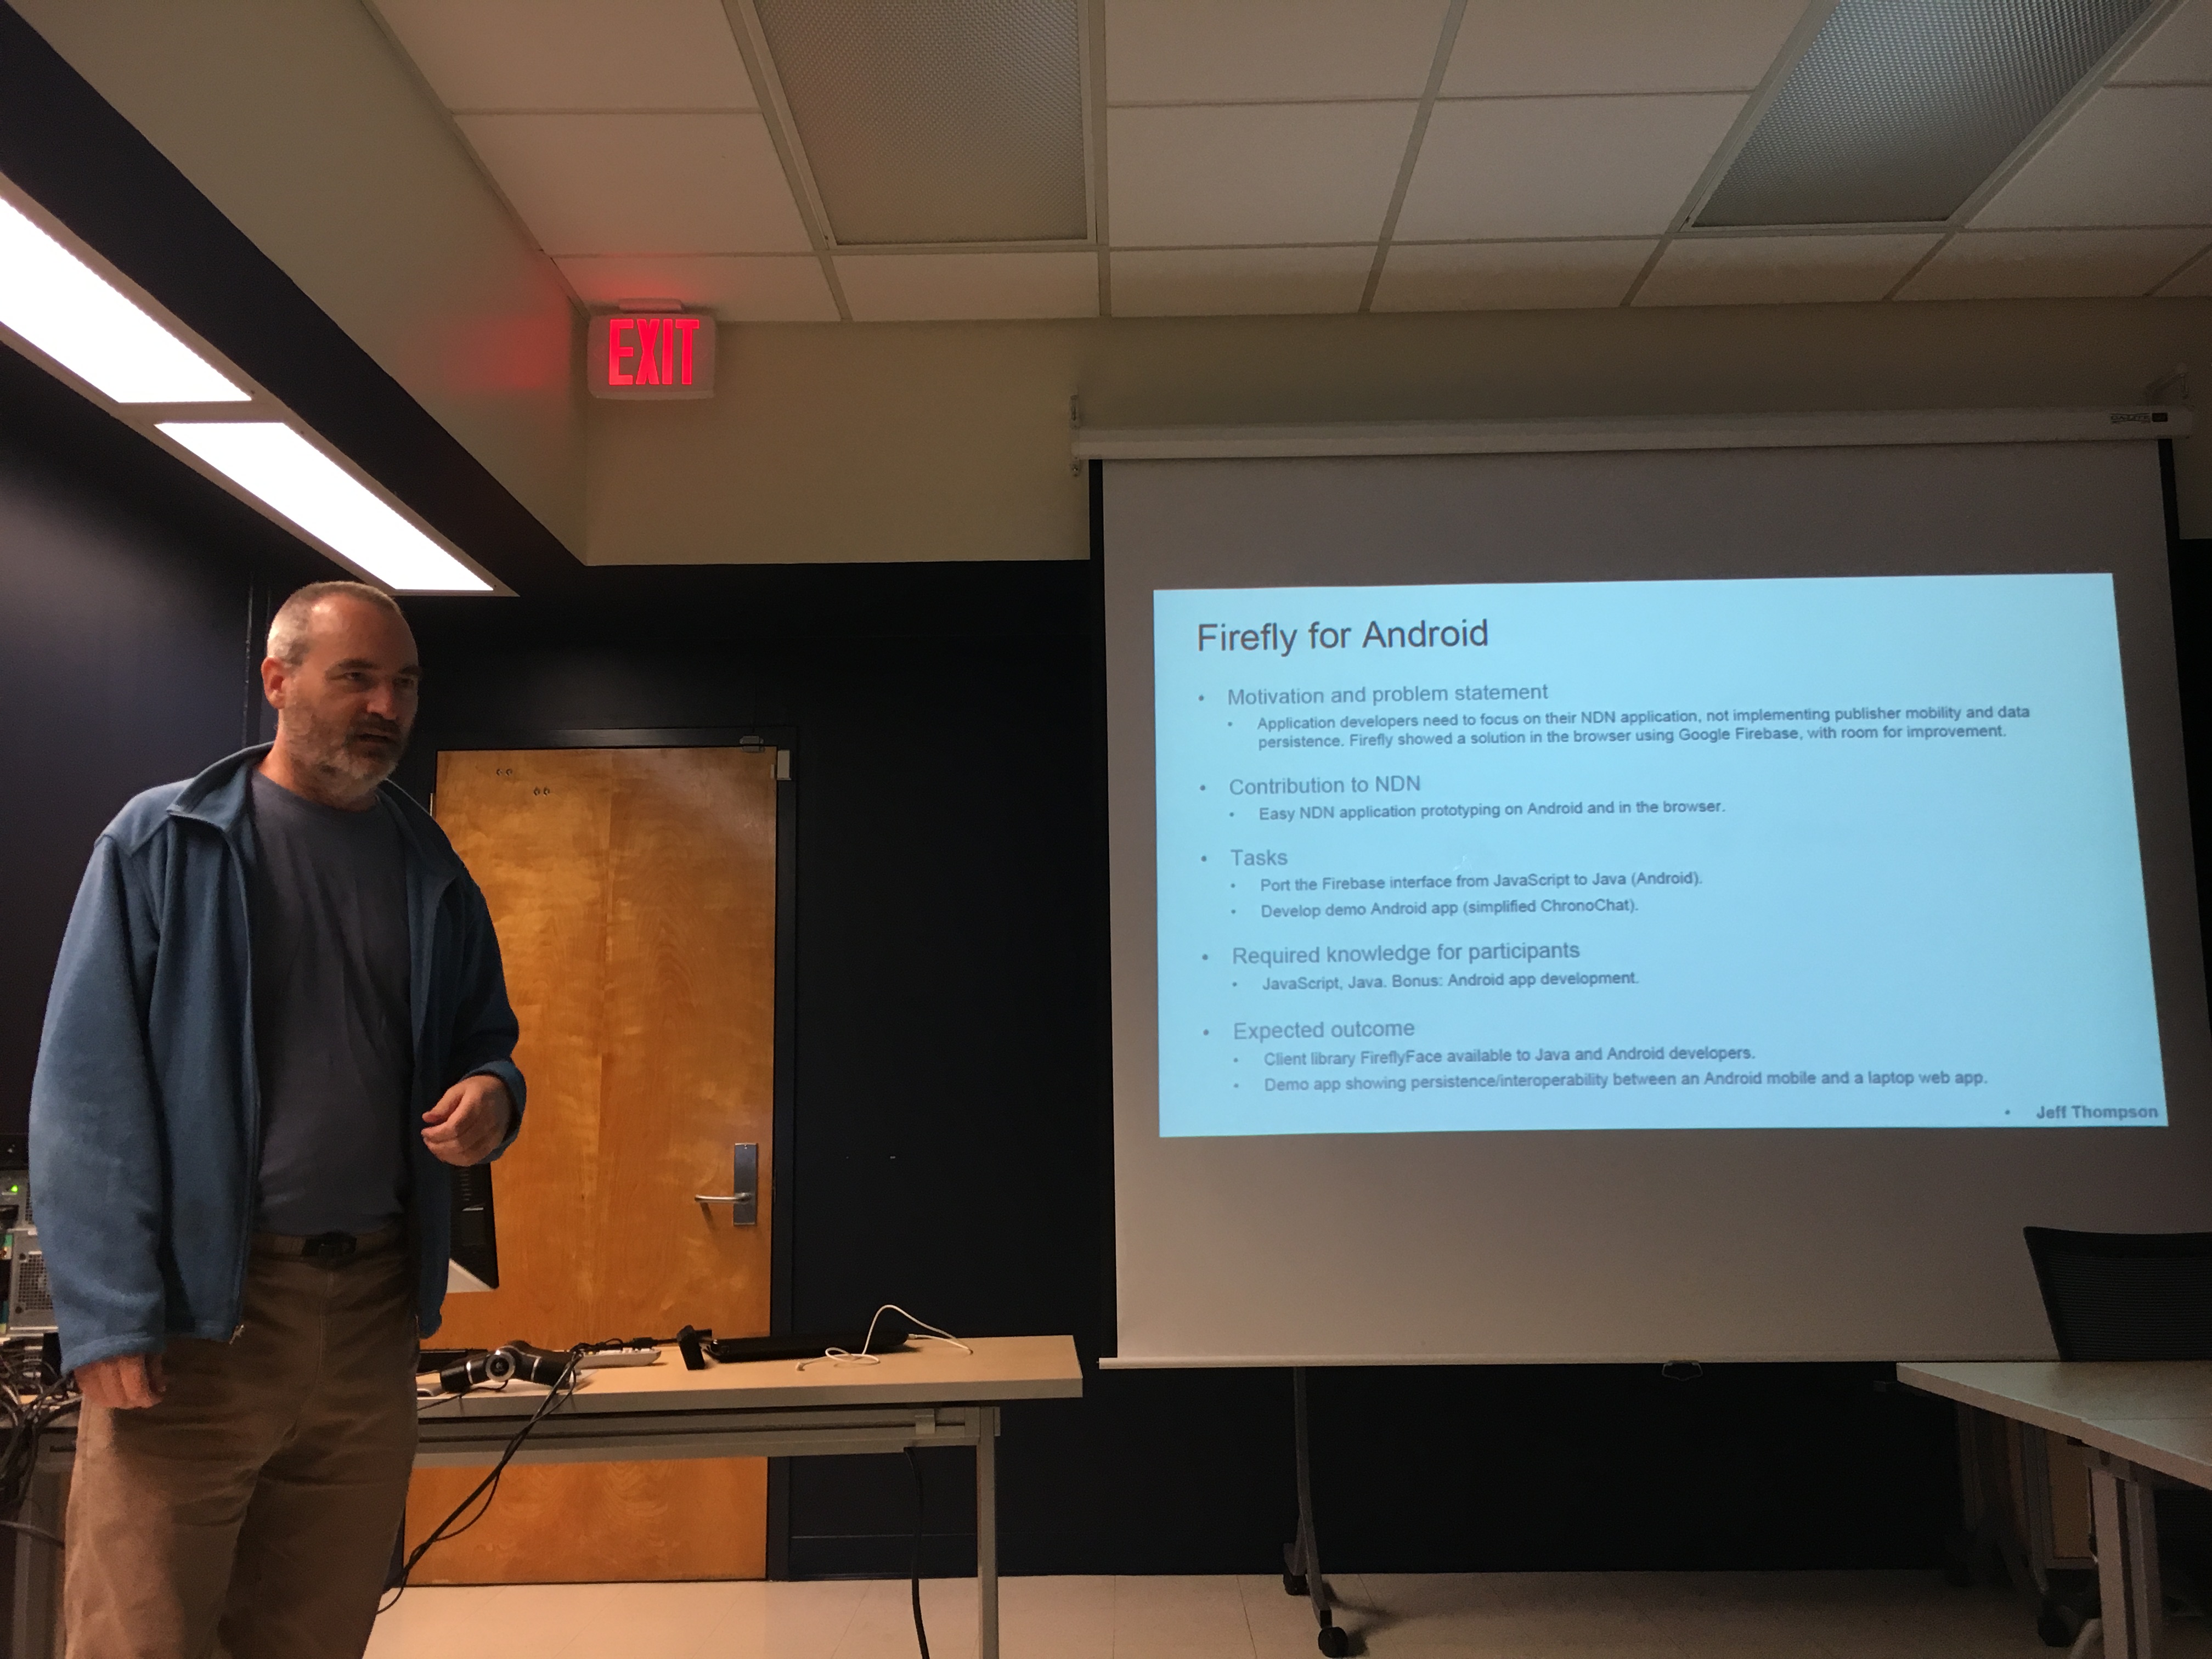 EXIT
DA-LITE
Firefly for Android
• Motivation and problem statement
• Application developers need to focus on their NDN application, not implementing publisher mobility and data
persistence. Firefly showed a solution in the browser using Google Firebase, with room for improvement.
• Contribution to NDN
• Easy NDN application prototyping on Android and in the browser.
• Tasks
• Port the Firebase interface from JavaScript to Java (Android).
• Develop demo Android app (simplified ChronoChat).
• Required knowledge for participants
• JavaScript, Java. Bonus: Android app development.
• Expected outcome
• Client library FireflyFace available to Java and Android developers.
• Demo app showing persistence/interoperability between an Android mobile and a laptop web app.
• Jeff Thompson